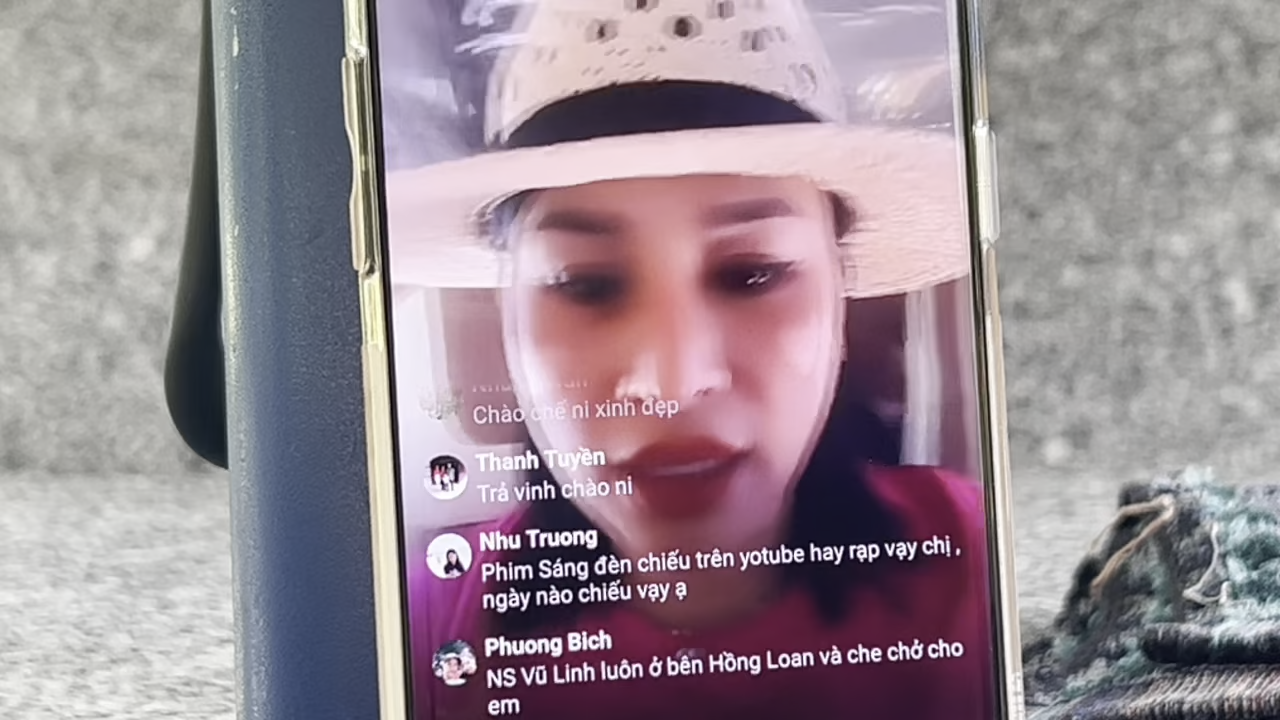 Chào chế ni xinh đẹp
Thanh Tuyền
Trả vinh chào ni
Nhu Truong
Phim Sáng đèn chiếu trên yotube hay rạp vậy chị .
ngày nào chiếu vậy ạ
Phuong Bich
NS Vũ Linh luôn ở bên Hồng Loan và che chở cho
em